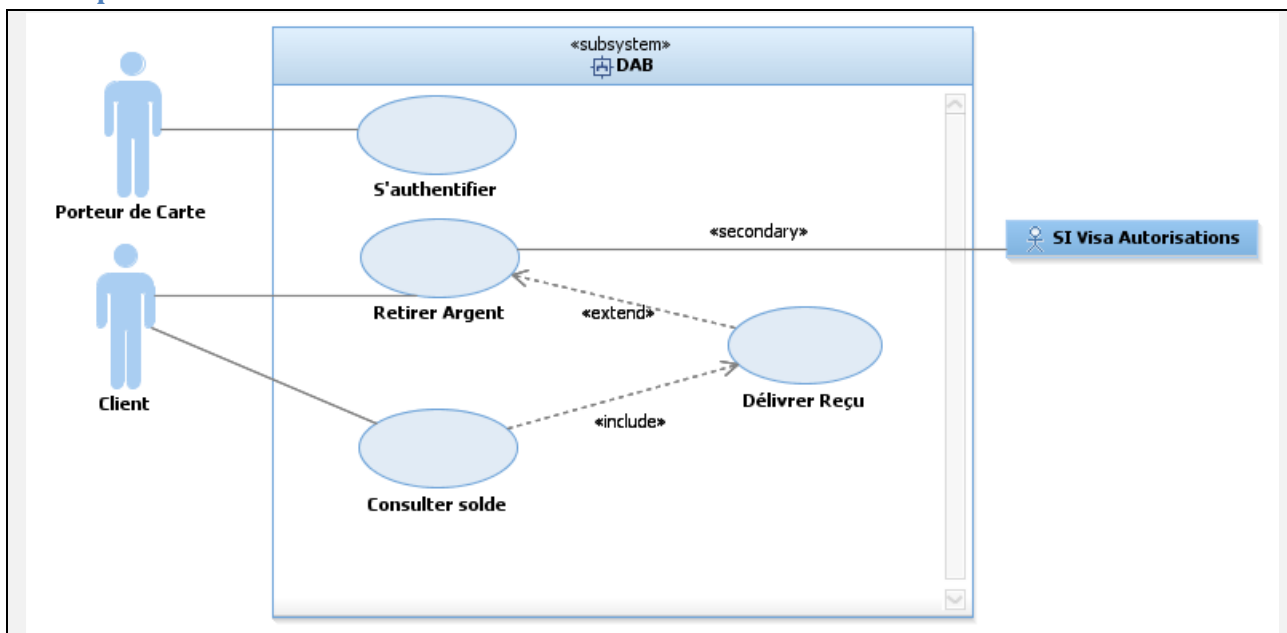 «subsystem»
DAB
S'authentifier
Porteur de Carte
«secondary»
SI Visa Autorisations
Retirer Argent
«extend»
Client
Délivrer Reçu
«include»
Consulter solde